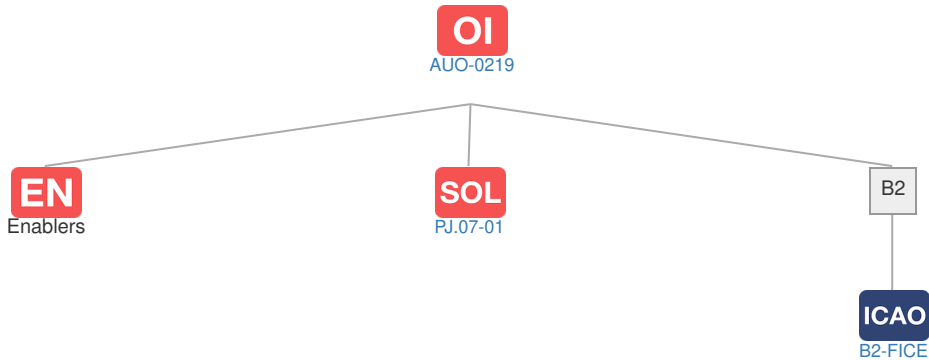 OI
AUO-0219
EN
Enablers
SOL
PJ.07-01
B2
ICAO
B2-FICE